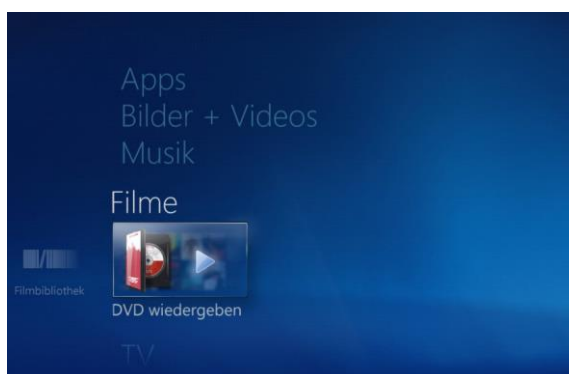 Apps
Bilder + Videos
Musik
Filme
Filmbibliothek
DVD wiedergeben
TV